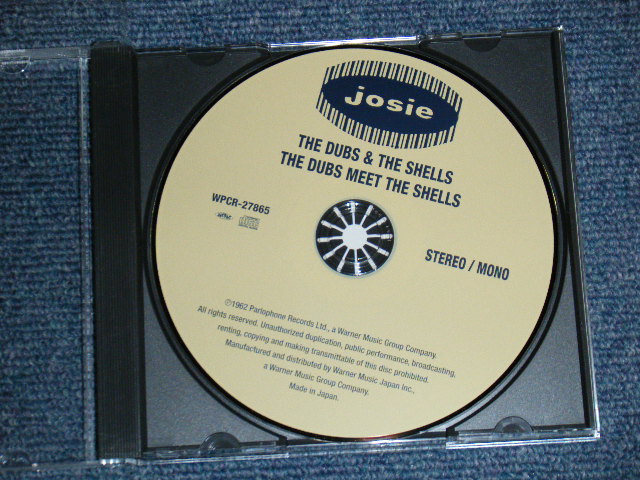 josie
THE DUBS & THE SHELLS
THE DUBS MEET THE SHELLS
WPCR-27865
STEREO / MONO
℗1962 Parlophone Records Ltd., a Warner Music Group Company.
All rights reserved. Unauthorized duplication, public performance, broadcasting,
renting, copying and making transmittable of this disc prohibited.
Manufactured and distributed by Warner Music Japan Inc.,
a Warner Music Group Company.
Made in Japan.